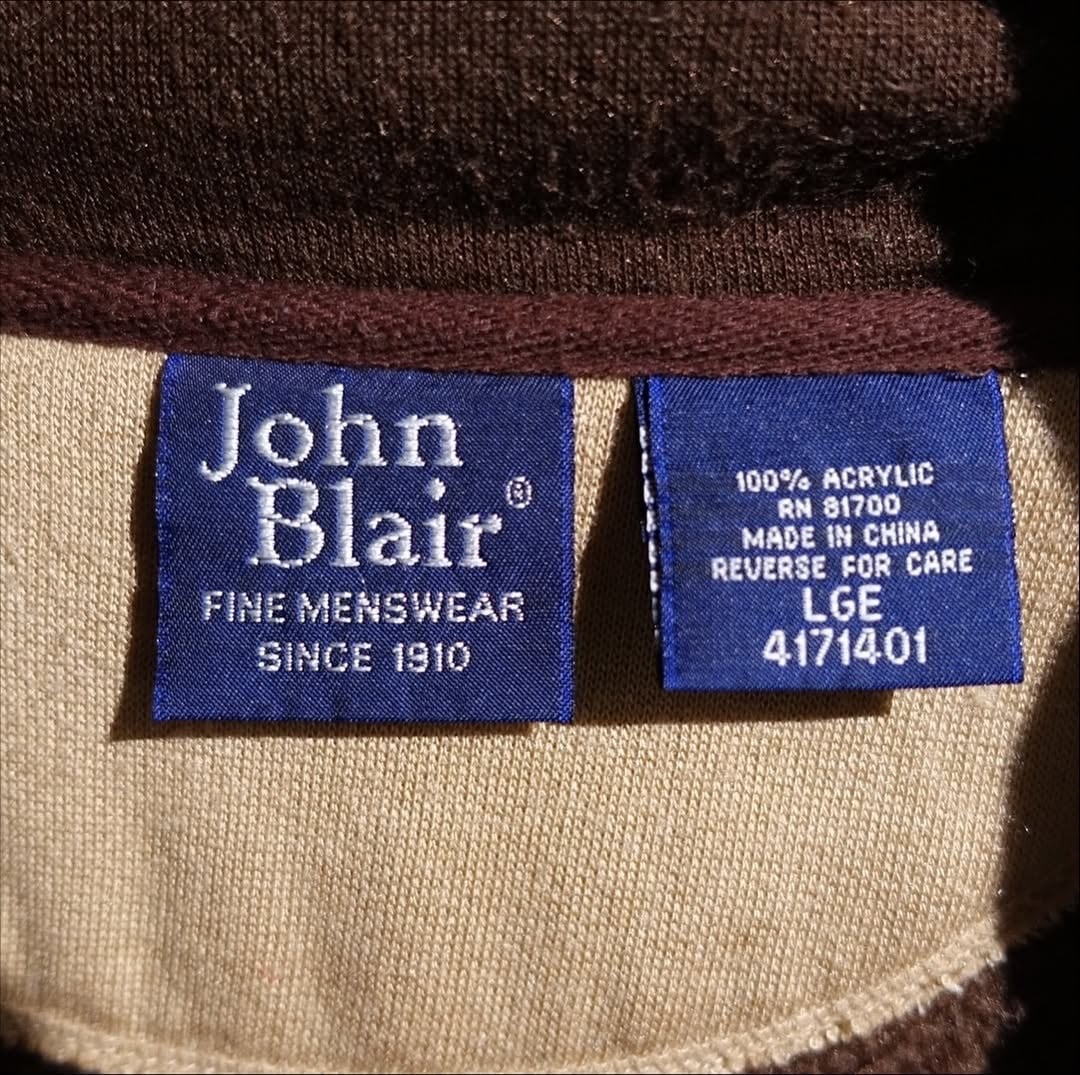 John
Blair®
FINE MENSWEAR
SINCE 1910
100% ACRYLIC
RN 81700
MADE IN CHINA
REVERSE FOR CARE
LGE
4171401